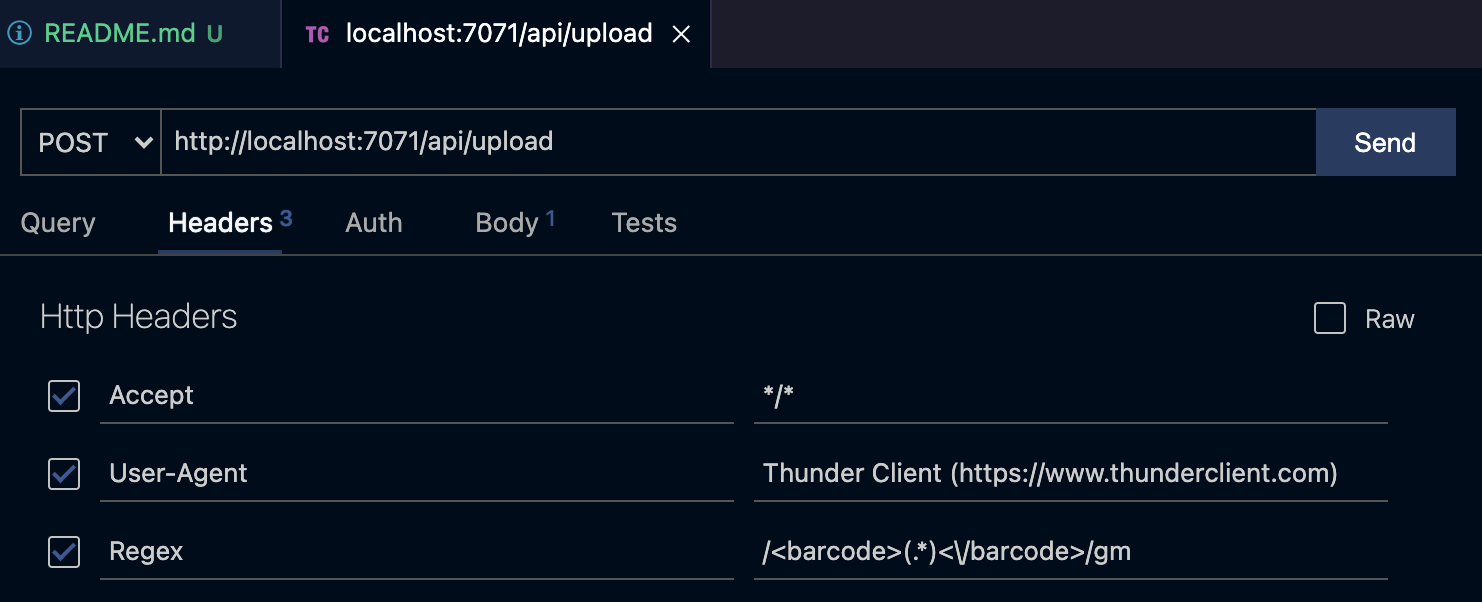 README.md U
TC localhost:7071/api/upload
POST http://localhost:7071/api/upload Send
Query Headers 3 Auth Body 1 Tests
Http Headers Raw
Accept */*
User-Agent Thunder Client (https://www.thunderclient.com)
Regex /<barcode>(.*)<\/barcode>/gm